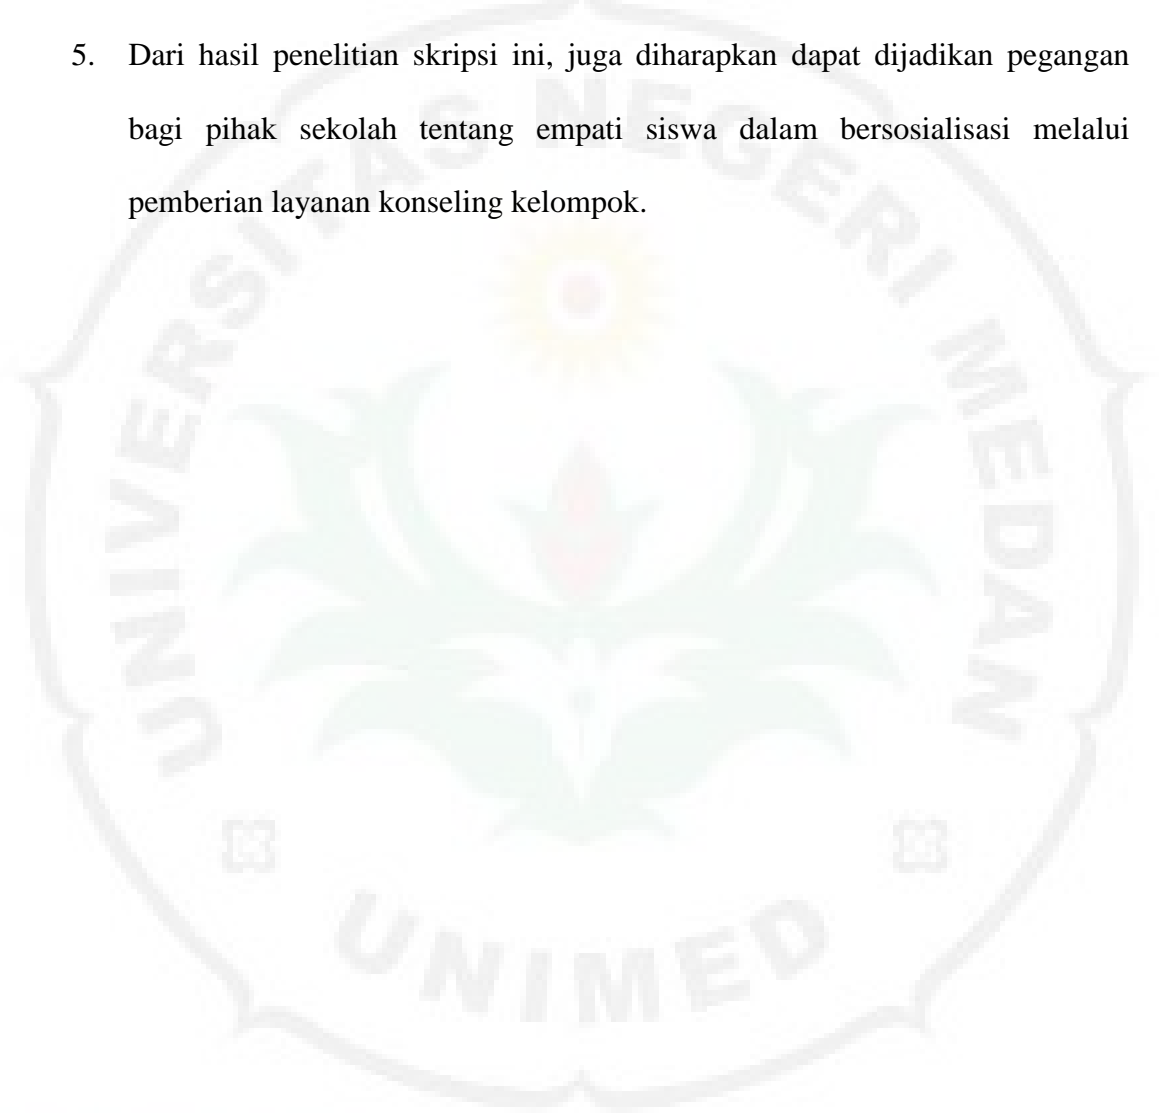 5. Dari hasil penelitian skripsi ini, juga diharapkan dapat dijadikan pegangan
bagi pihak sekolah tentang empati siswa dalam bersosialisasi melalui
pemberian layanan konseling kelompok.
UNIVERSITAS NEGERI MEDAN
UNIMED